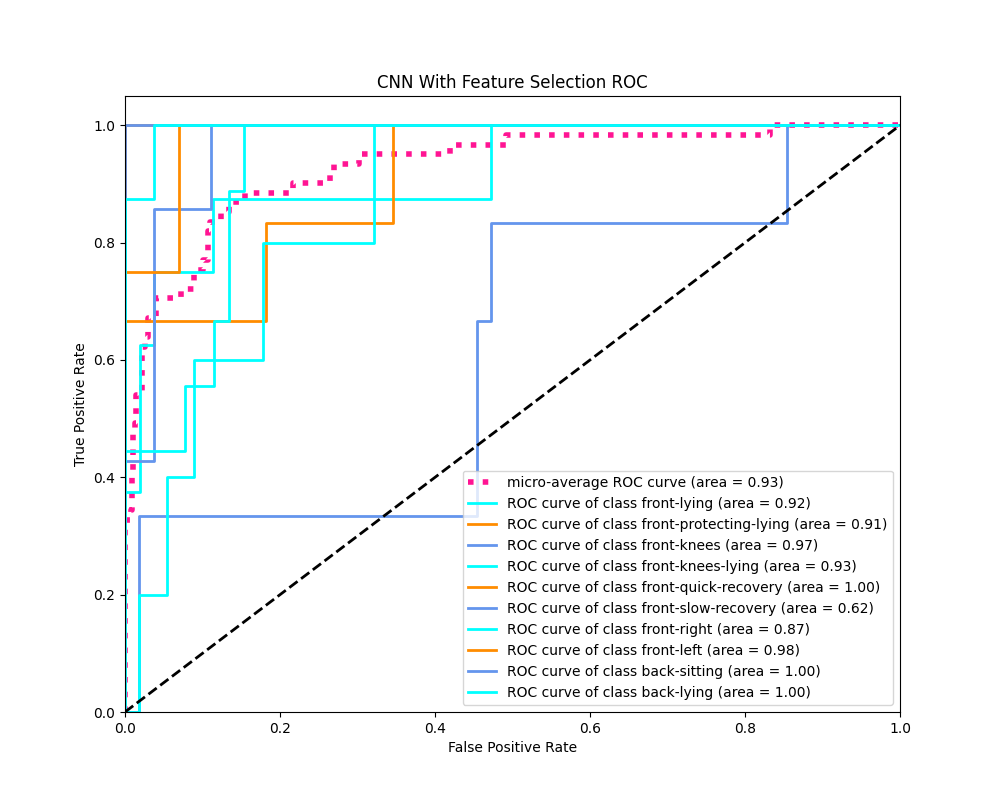 CNN With Feature Selection ROC
1.0
0.8
0.6
0.4
0.2
0.0
True Positive Rate
micro-average ROC curve (area = 0.93)
ROC curve of class front-lying (area = 0.92)
ROC curve of class front-protecting-lying (area = 0.91)
ROC curve of class front-knees (area = 0.97)
ROC curve of class front-knees-lying (area = 0.93)
ROC curve of class front-quick-recovery (area = 1.00)
ROC curve of class front-slow-recovery (area = 0.62)
ROC curve of class front-right (area = 0.87)
ROC curve of class front-left (area = 0.98)
ROC curve of class back-sitting (area = 1.00)
ROC curve of class back-lying (area = 1.00)
0.0 0.2 0.4 0.6 0.8 1.0
False Positive Rate